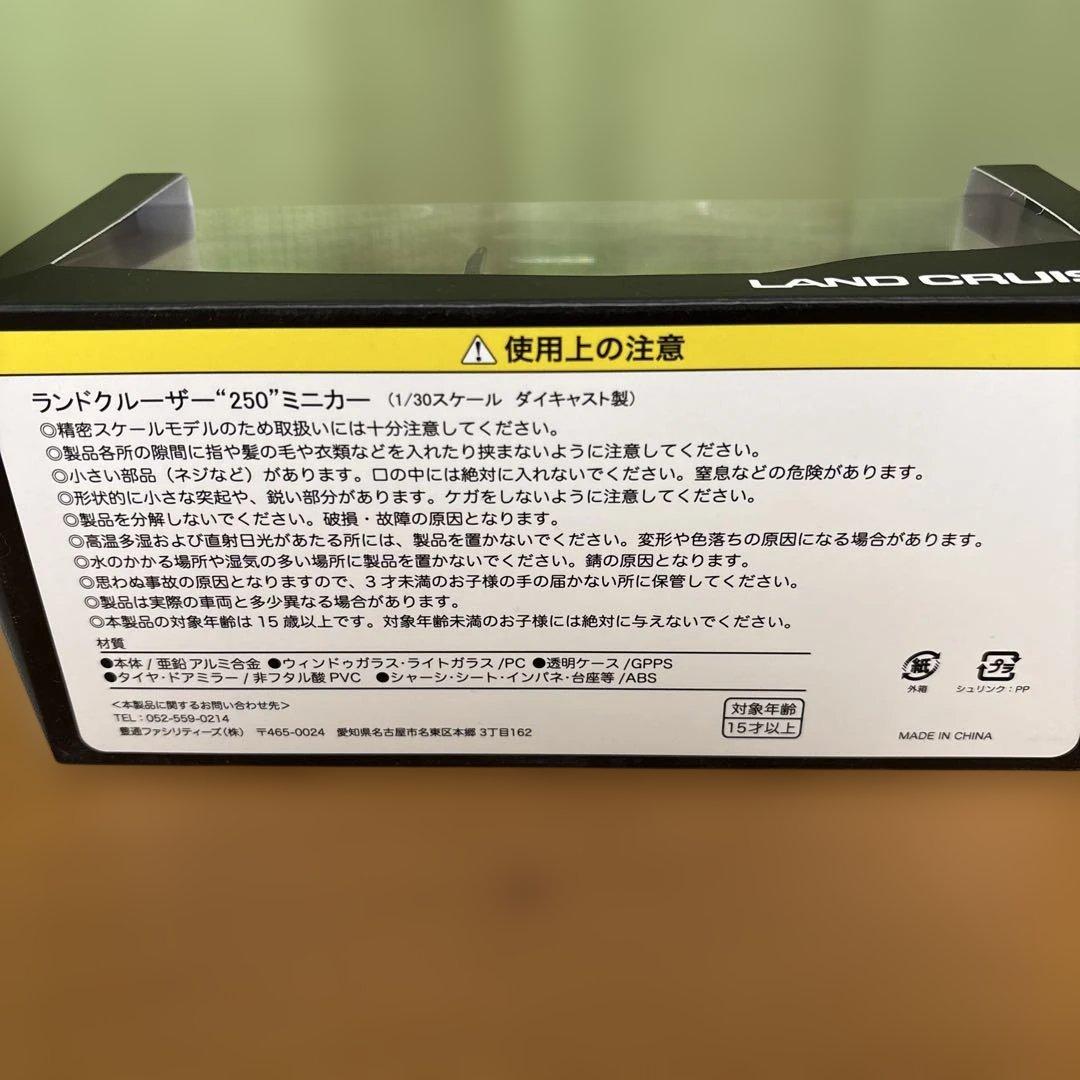 LAND CRUIS
使用上の注意
ランドクルーザー“250”ミニカー（1/30スケール ダイキャスト製）
◎精密スケールモデルのため取扱いには十分注意してください。
◎製品各所の隙間に指や髪の毛や衣類などを入れたり挟まないように注意してください。
◎小さい部品（ネジなど）があります。口の中には絶対に入れないでください。窒息などの危険があります。
◎形状的に小さな突起や、鋭い部分があります。ケガをしないように注意してください。
◎製品を分解しないでください。破損・故障の原因となります。
◎高温多湿および直射日光があたる所には、製品を置かないでください。変形や色落ちの原因になる場合があります。
◎水のかかる場所や湿気の多い場所に製品を置かないでください。錆の原因となります。
◎思わぬ事故の原因となりますので、3才未満のお子様の手の届かない所に保管してください。
◎製品は実際の車両と多少異なる場合があります。
◎本製品の対象年齢は15歳以上です。対象年齢未満のお子様には絶対に与えないでください。
材質
●本体/亜鉛アルミ合金 ●ウィンドゥガラス・ライトガラス/PC ●透明ケース/GPPS
●タイヤ・ドアミラー/非フタル酸PVC ●シャーシ・シート・インパネ・台座等/ABS
<本製品に関するお問い合わせ先>
TEL：052-559-0214
豊通ファシリティーズ（株） 〒465-0024 愛知県名古屋市名東区本郷3丁目162
対象年齢
15才以上
紙
外箱
プラ
シュリンク：PP
MADE IN CHINA